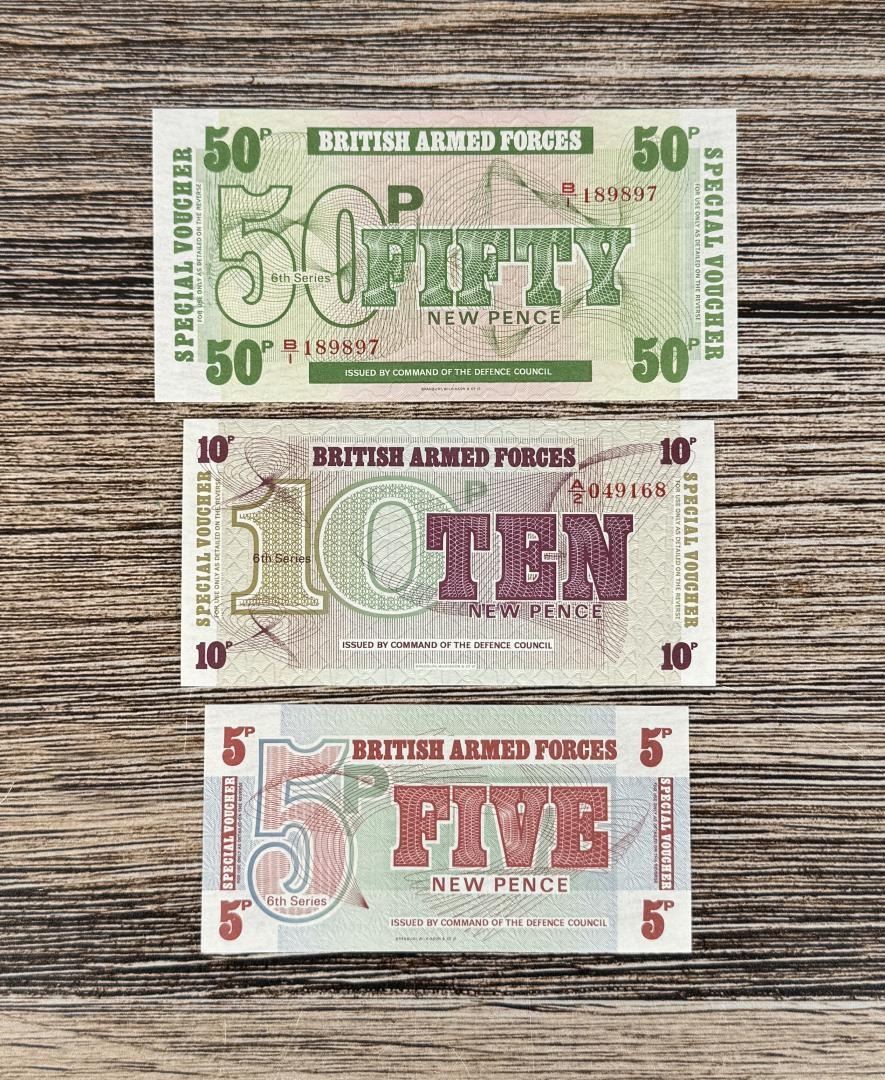 50P BRITISH ARMED FORCES 50P
SPECIAL VOUCHER
FOR USE ONLY AS DETAILED ON THE REVERSE
50P
B/1 189897
6th Series
FIFTY
NEW PENCE
B/1 189897
50P ISSUED BY COMMAND OF THE DEFENCE COUNCIL 50P
SPECIAL VOUCHER
FOR USE ONLY AS DETAILED ON THE REVERSE
BRADBURY, WILKINSON & Co Ld
10P BRITISH ARMED FORCES 10P
SPECIAL VOUCHER
FOR USE ONLY AS DETAILED ON THE REVERSE
10P
A/2 049168
6th Series
TEN
NEW PENCE
ISSUED BY COMMAND OF THE DEFENCE COUNCIL
10P 10P
SPECIAL VOUCHER
FOR USE ONLY AS DETAILED ON THE REVERSE
5P BRITISH ARMED FORCES 5P
SPECIAL VOUCHER
5P
FIVE
NEW PENCE
6th Series
5P ISSUED BY COMMAND OF THE DEFENCE COUNCIL 5P
SPECIAL VOUCHER